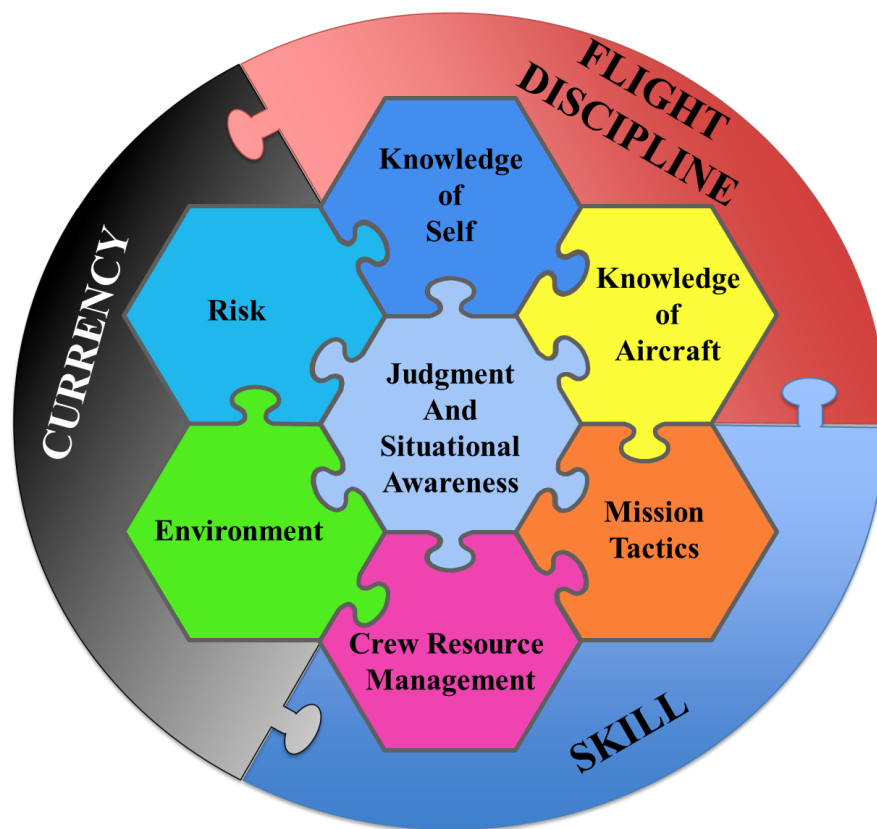 FLIGHT
DISCIPLINE
Knowledge
of
Self
Knowledge
of
Aircraft
Risk
CURRENCY
Judgment
And
Situational
Awareness
Environment
Mission
Tactics
Crew Resource
Management
SKILL